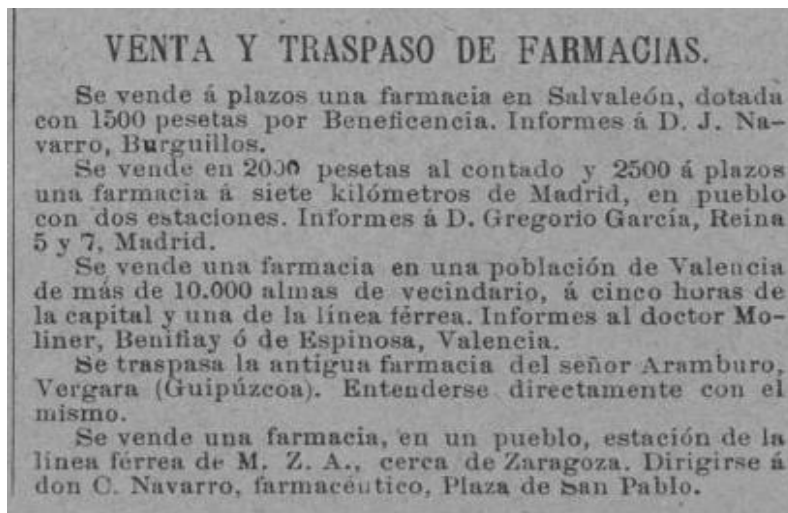 VENTA Y TRASPASO DE FARMACIAS.
Se vende á plazos una farmacia en Salvaleón, dotada
con 1500 pesetas por Beneficencia. Informes á D. J. Na-
varro, Burguillos.
Se vende en 2000 pesetas al contado y 2500 á plazos
una farmacia á siete kilómetros de Madrid, en pueblo
con dos estaciones. Informes á D. Gregorio García, Reina
5 y 7, Madrid.
Se vende una farmacia en una población de Valencia
de más de 10.000 almas de vecindario, á cinco horas de
la capital y una de la línea férrea. Informes al doctor Mo-
liner, Benifiay ó de Espinosa, Valencia.
Se traspasa la antigua farmacia del señor Aramburo,
Vergara (Guipúzcoa). Entenderse directamente con el
mismo.
Se vende una farmacia, en un pueblo, estación de la
línea férrea de M. Z. A., cerca de Zaragoza. Dirigirse á
don C. Navarro, farmacéutico, Plaza de San Pablo.